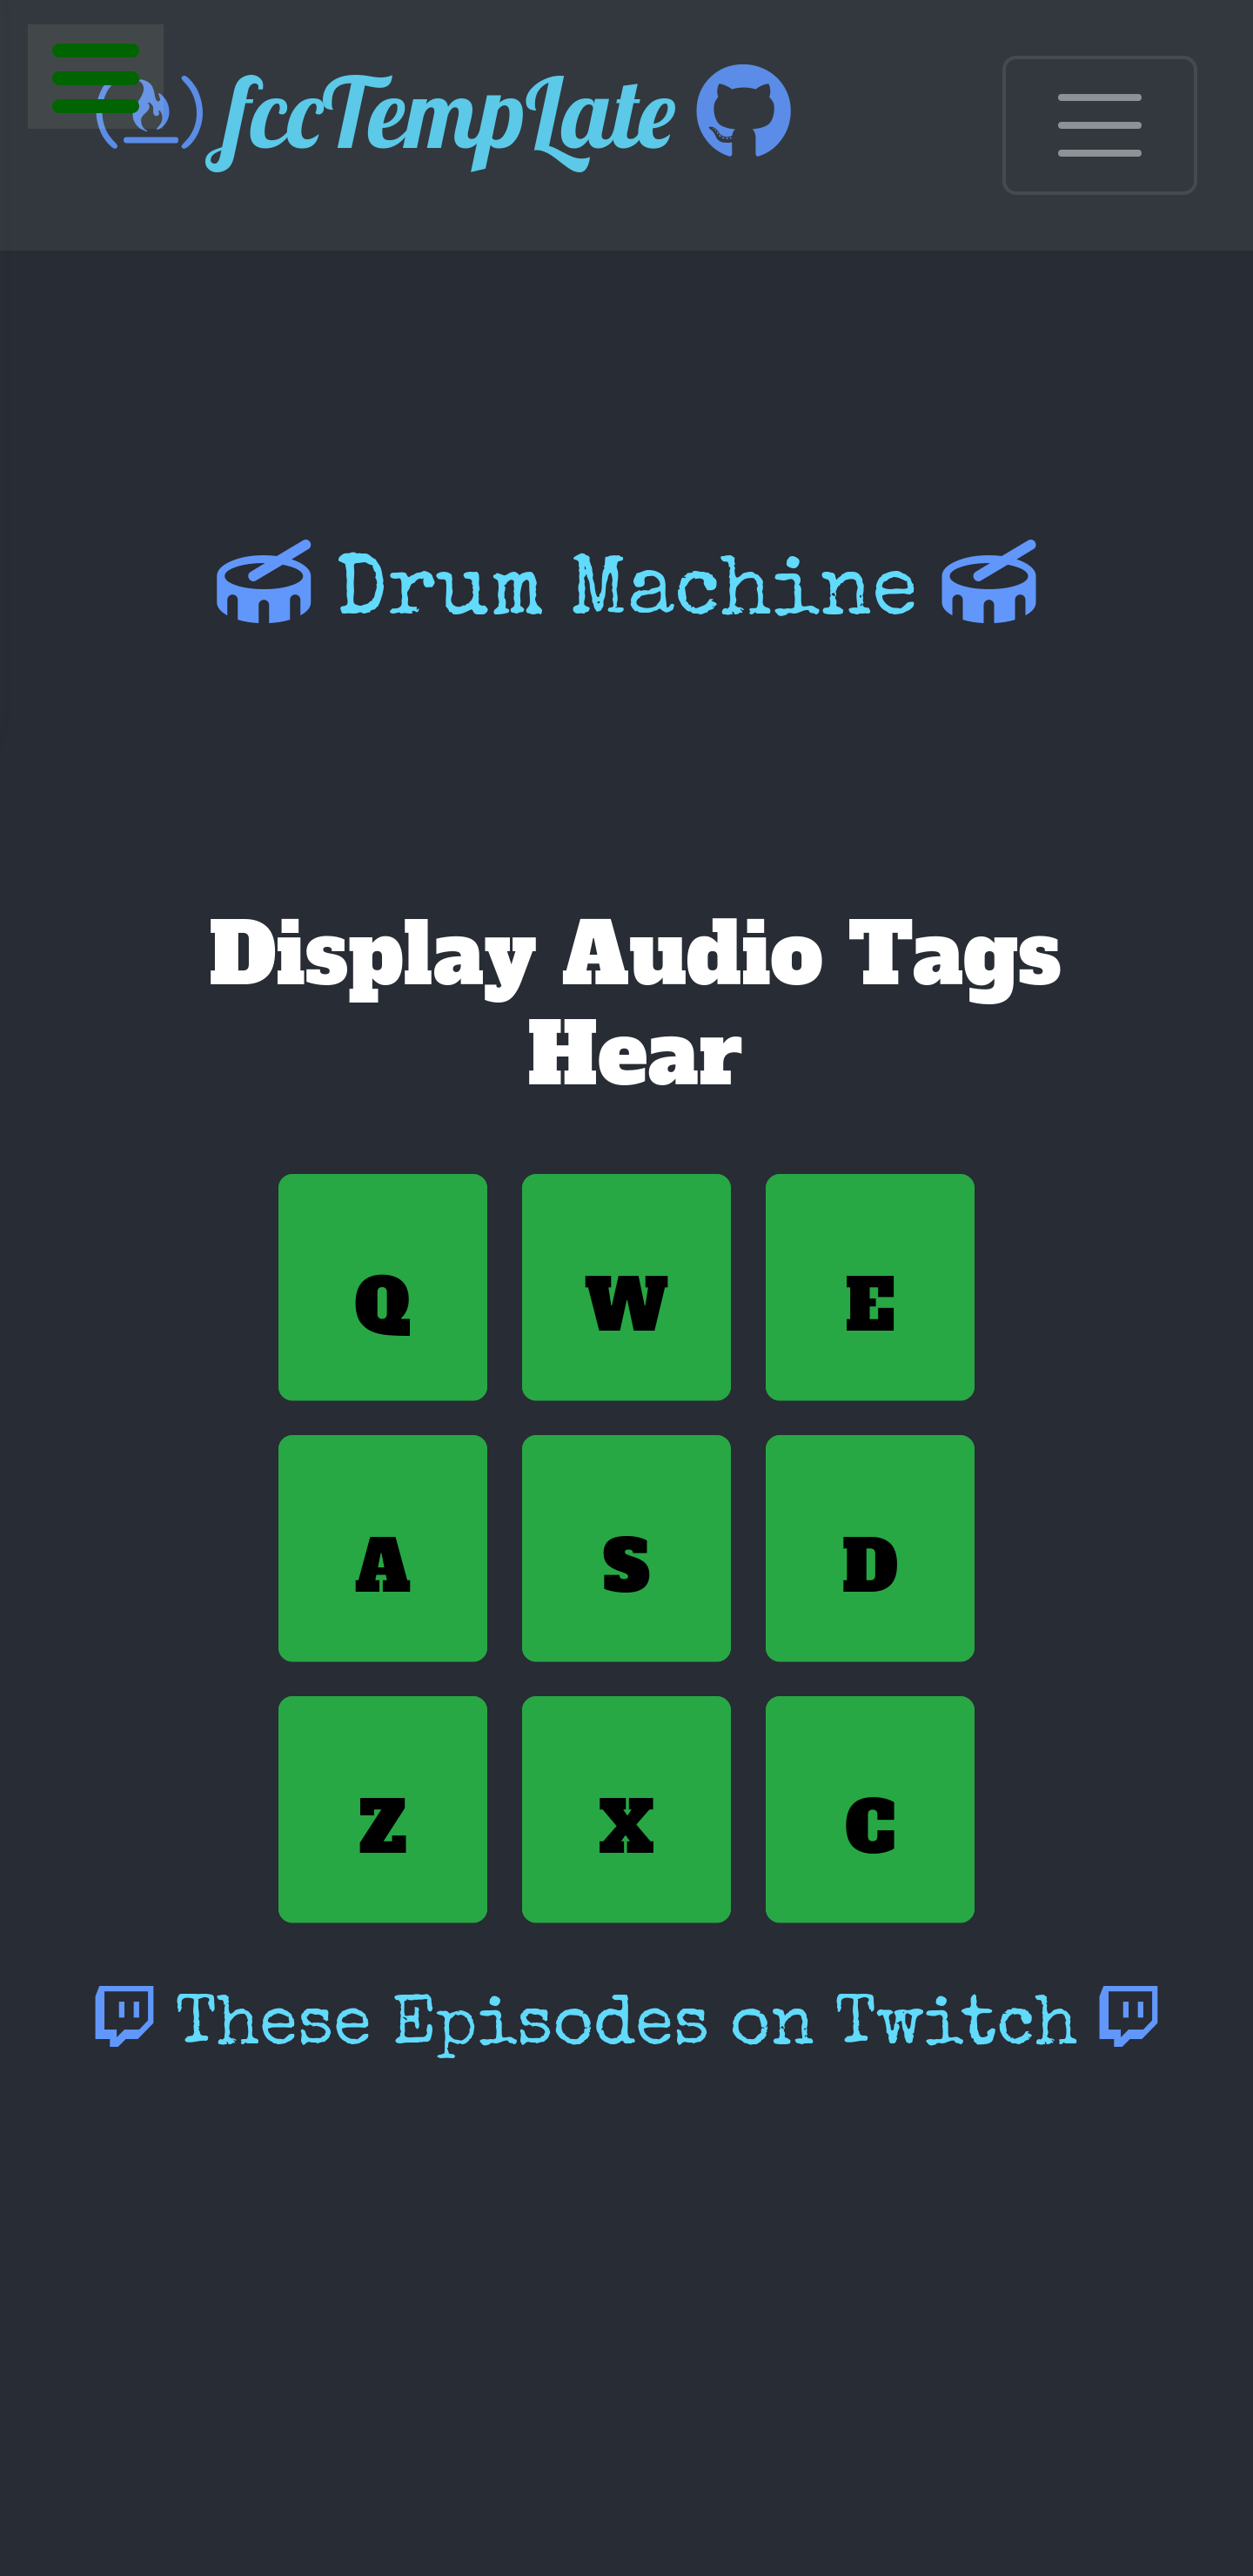 fccTempLate
Drum Machine
Display Audio Tags
Hear
Q W E
A S D
Z X C
These Episodes on Twitch